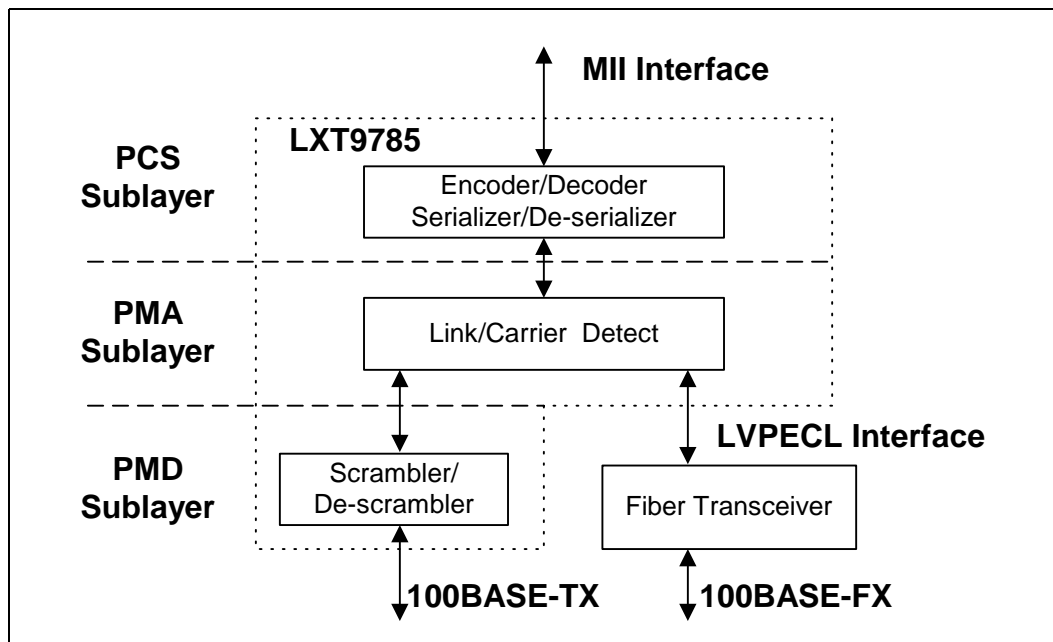 MII Interface
LXT9785
PCS
Sublayer
Encoder/Decoder
Serializer/De-serializer
PMA
Sublayer
Link/Carrier Detect
LVPECL Interface
PMD
Sublayer
Scrambler/
De-scrambler
Fiber Transceiver
100BASE-TX
100BASE-FX